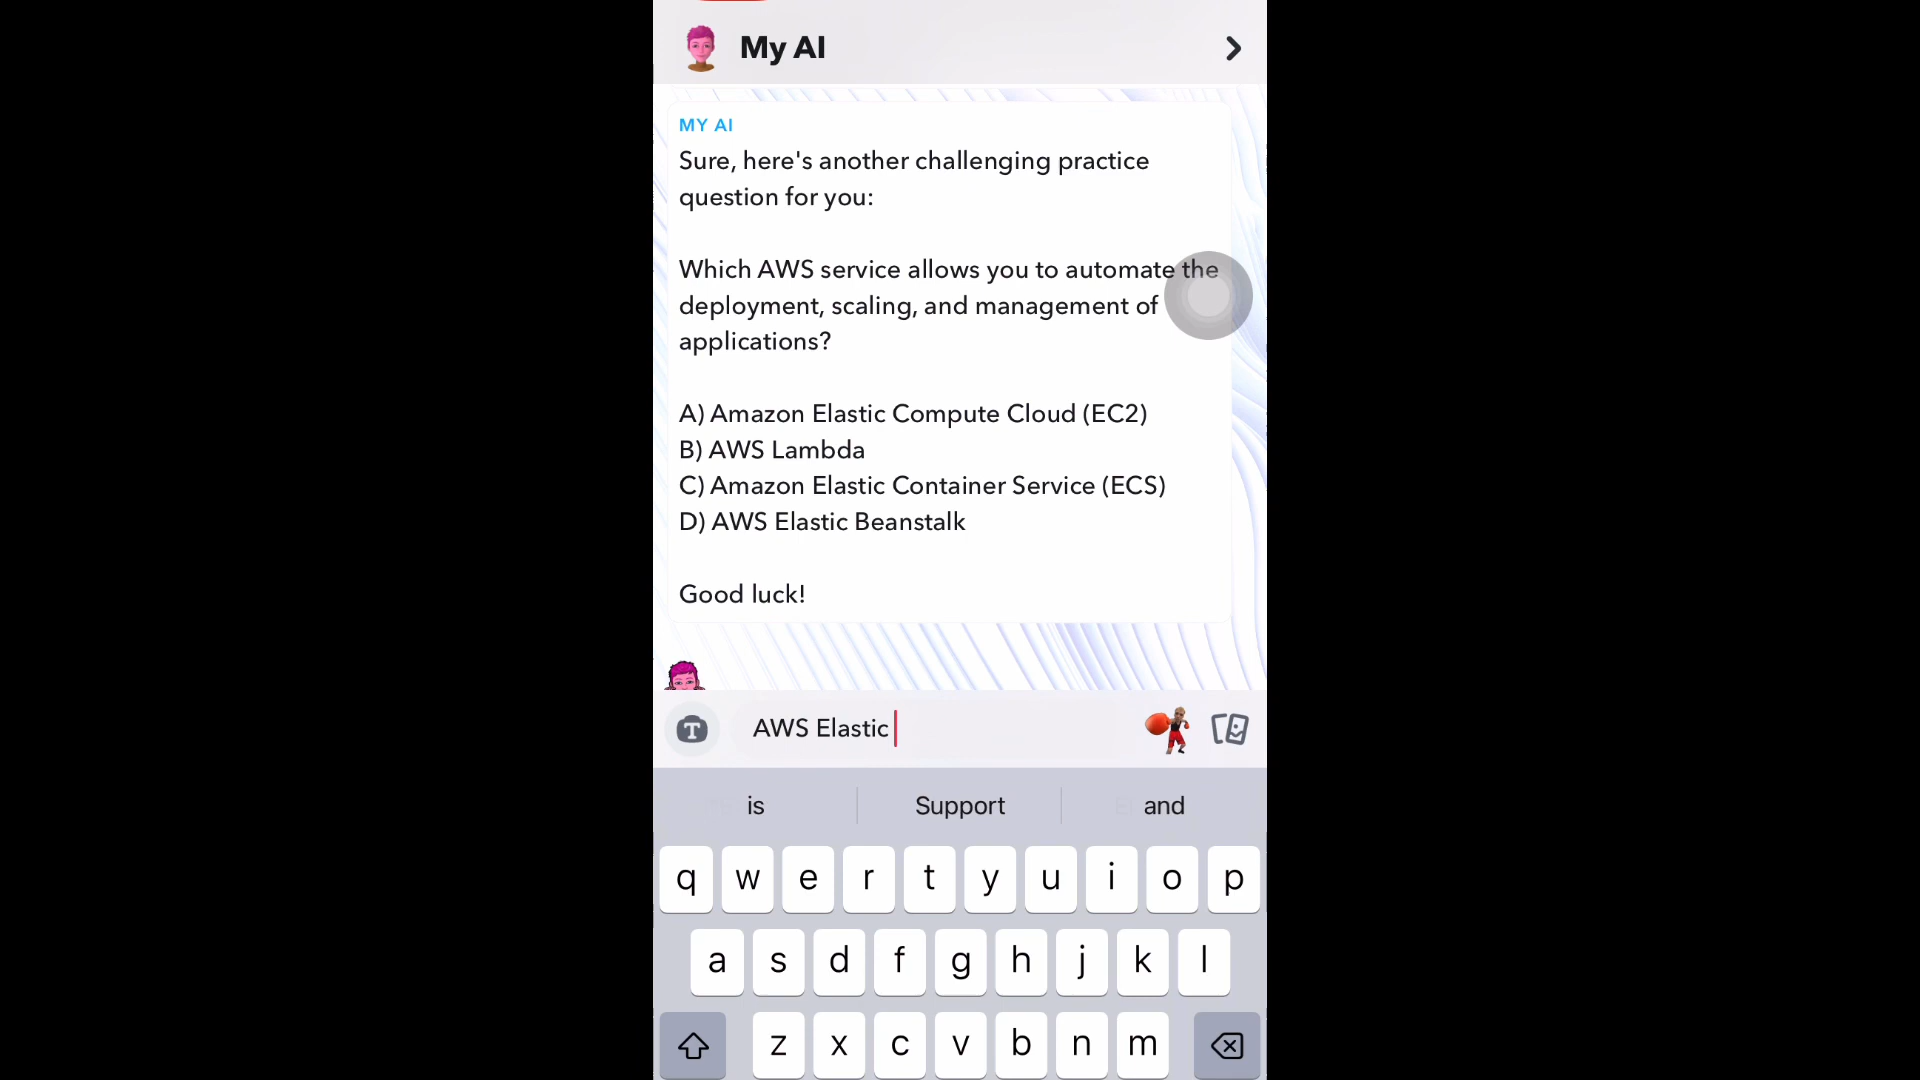 My AI
MY AI
Sure, here's another challenging practice
question for you:
Which AWS service allows you to automate the
deployment, scaling, and management of
applications?
A) Amazon Elastic Compute Cloud (EC2)
B) AWS Lambda
C) Amazon Elastic Container Service (ECS)
D) AWS Elastic Beanstalk
Good luck!
T AWS Elastic
is Support and
q w e r t y u i o p
a s d f g h j k l
z x c v b n m